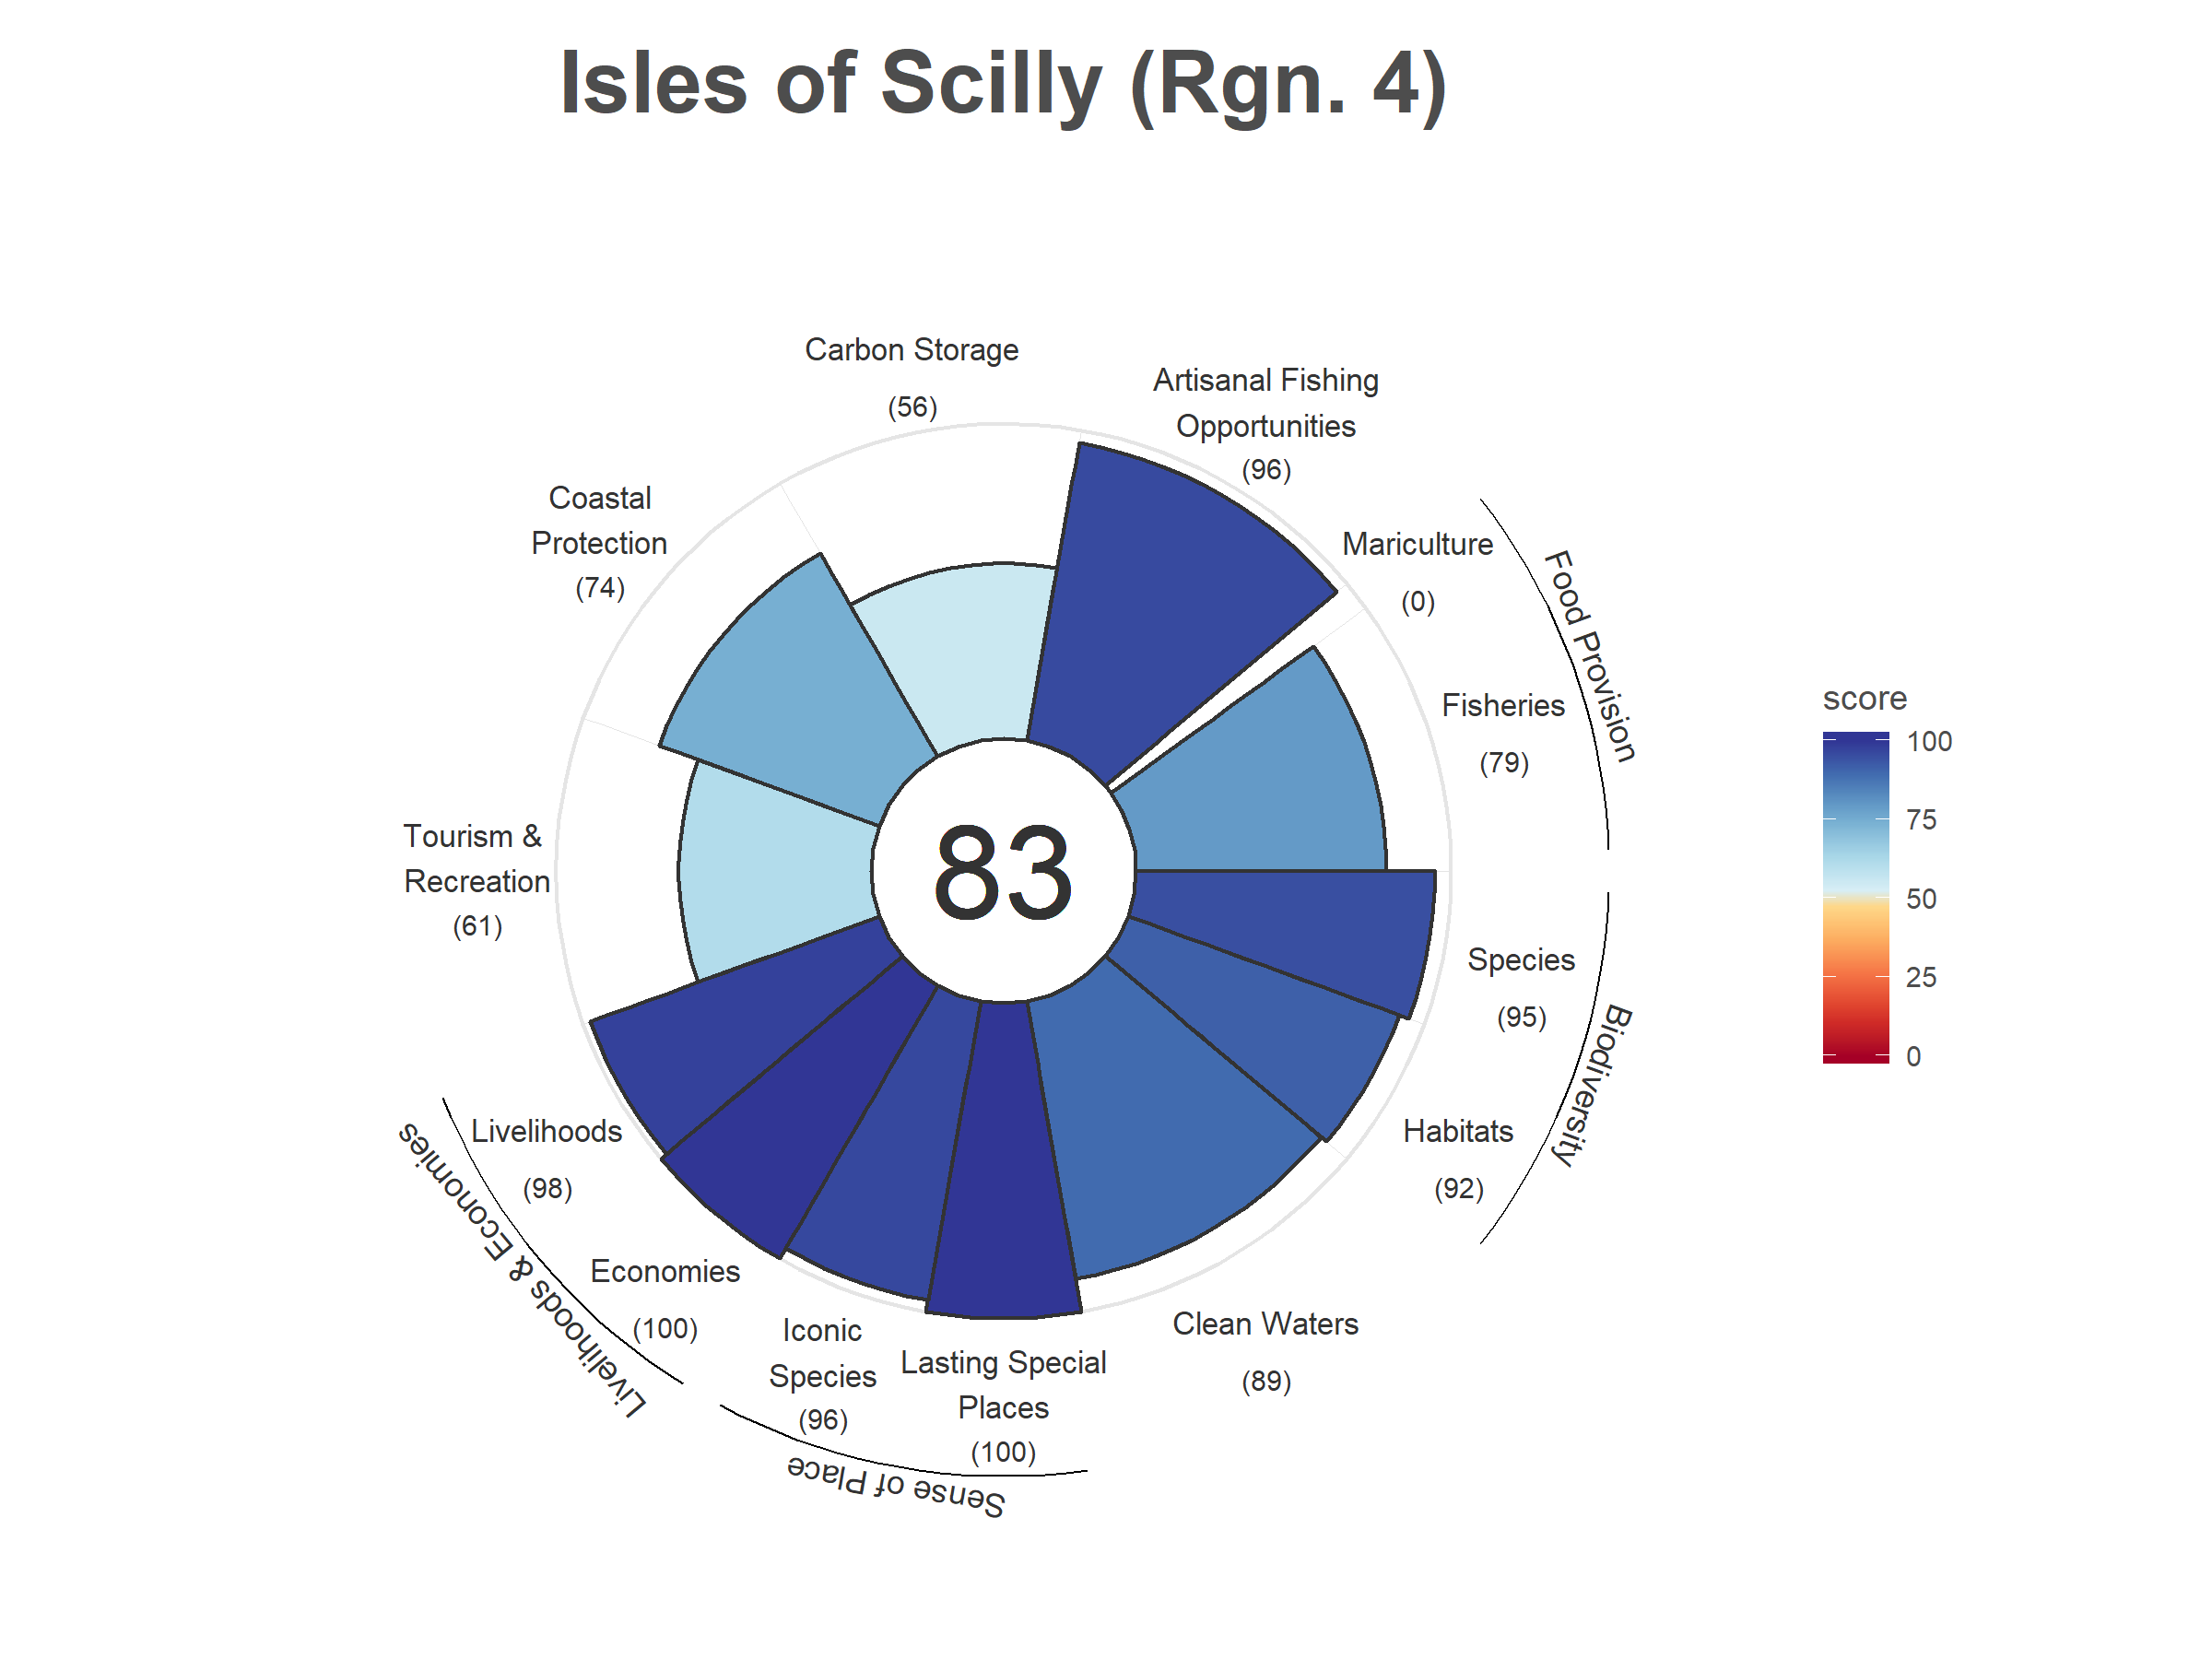 Isles of Scilly (Rgn. 4)
Carbon Storage
(56)
Artisanal Fishing
Opportunities
(96)
Mariculture
(0)
Food Provision
Fisheries
(79)
Coastal
Protection
(74)
Tourism &
Recreation
(61)
83
Species
(95)
Biodiversity
Habitats
(92)
Clean Waters
(89)
Lasting Special
Places
(100)
Iconic
Species
(96)
Sense of Place
Economies
(100)
Livelihoods
(98)
Livelihoods & Economies
score
100
75
50
25
0